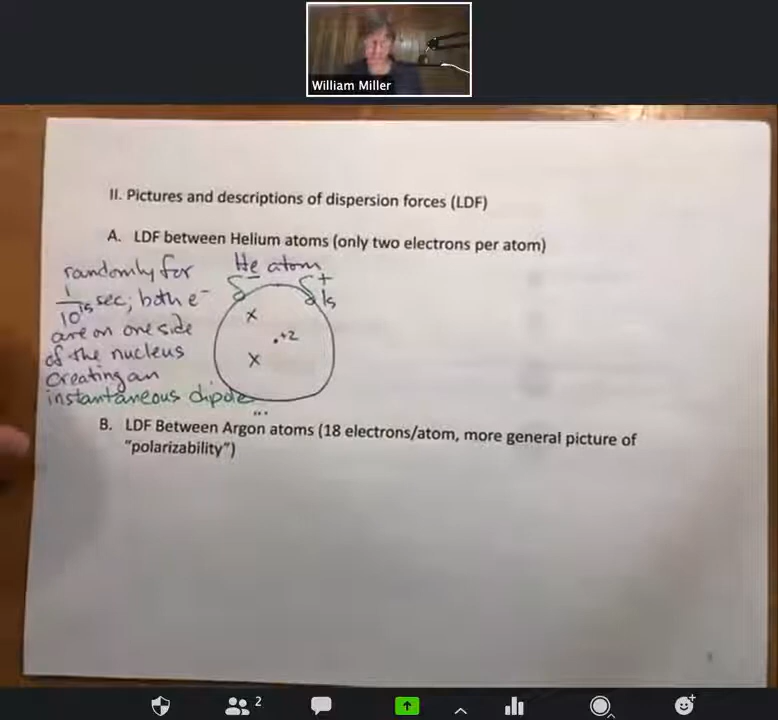 William Miller
II. Pictures and descriptions of dispersion forces (LDF)
A. LDF between Helium atoms (only two electrons per atom)
randomly for
He atom
1/10¹⁵ sec, both e⁻
δ⁻ δ⁺
1s
are on one side
x
.+2
of the nucleus
x
creating an
instantaneous dipole
...
B. LDF Between Argon atoms (18 electrons/atom, more general picture of
"polarizability")
2